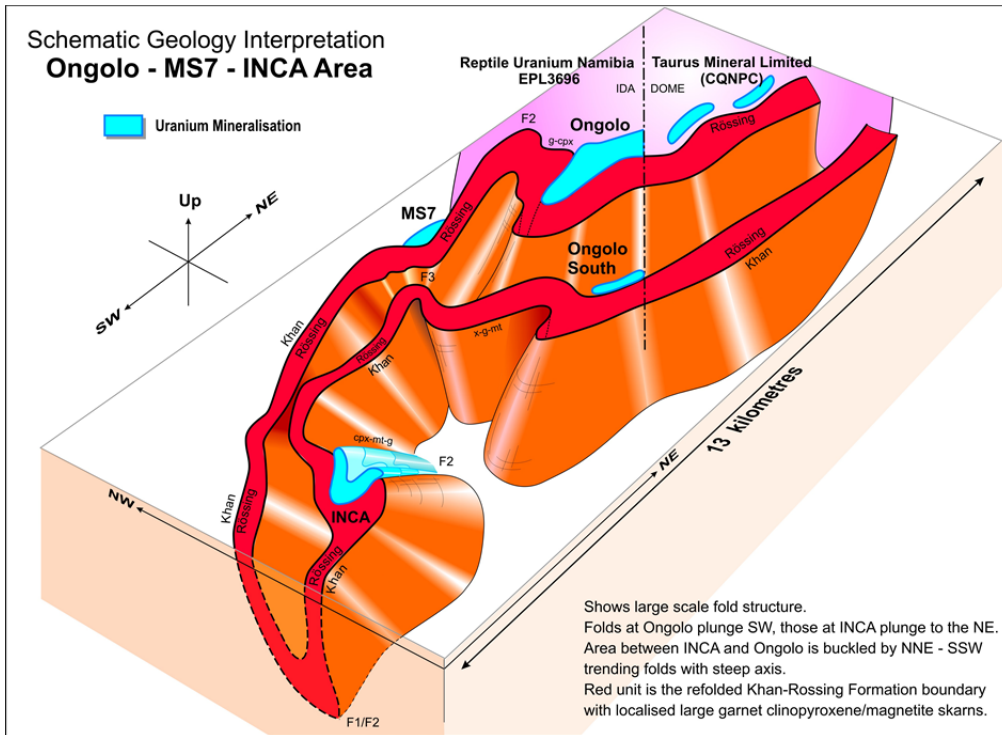 Schematic Geology Interpretation
Ongolo - MS7 - INCA Area
Uranium Mineralisation
Reptile Uranium Namibia
EPL3696
Taurus Mineral Limited
(CQNPC)
IDA
DOME
F2
g-cpx
Ongolo
Rössing
Up
NE
SW
MS7
Rössing
F3
Ongolo
South
Rössing
Khan
Khan
Rössing
Rössing
Khan
x-g-mt
cpx-mt-g
F2
INCA
13 kilometres
NE
NW
Khan
Rössing
Rössing
Khan
F1/F2
Shows large scale fold structure.
Folds at Ongolo plunge SW, those at INCA plunge to the NE.
Area between INCA and Ongolo is buckled by NNE - SSW
trending folds with steep axis.
Red unit is the refolded Khan-Rossing Formation boundary
with localised large garnet clinopyroxene/magnetite skarns.